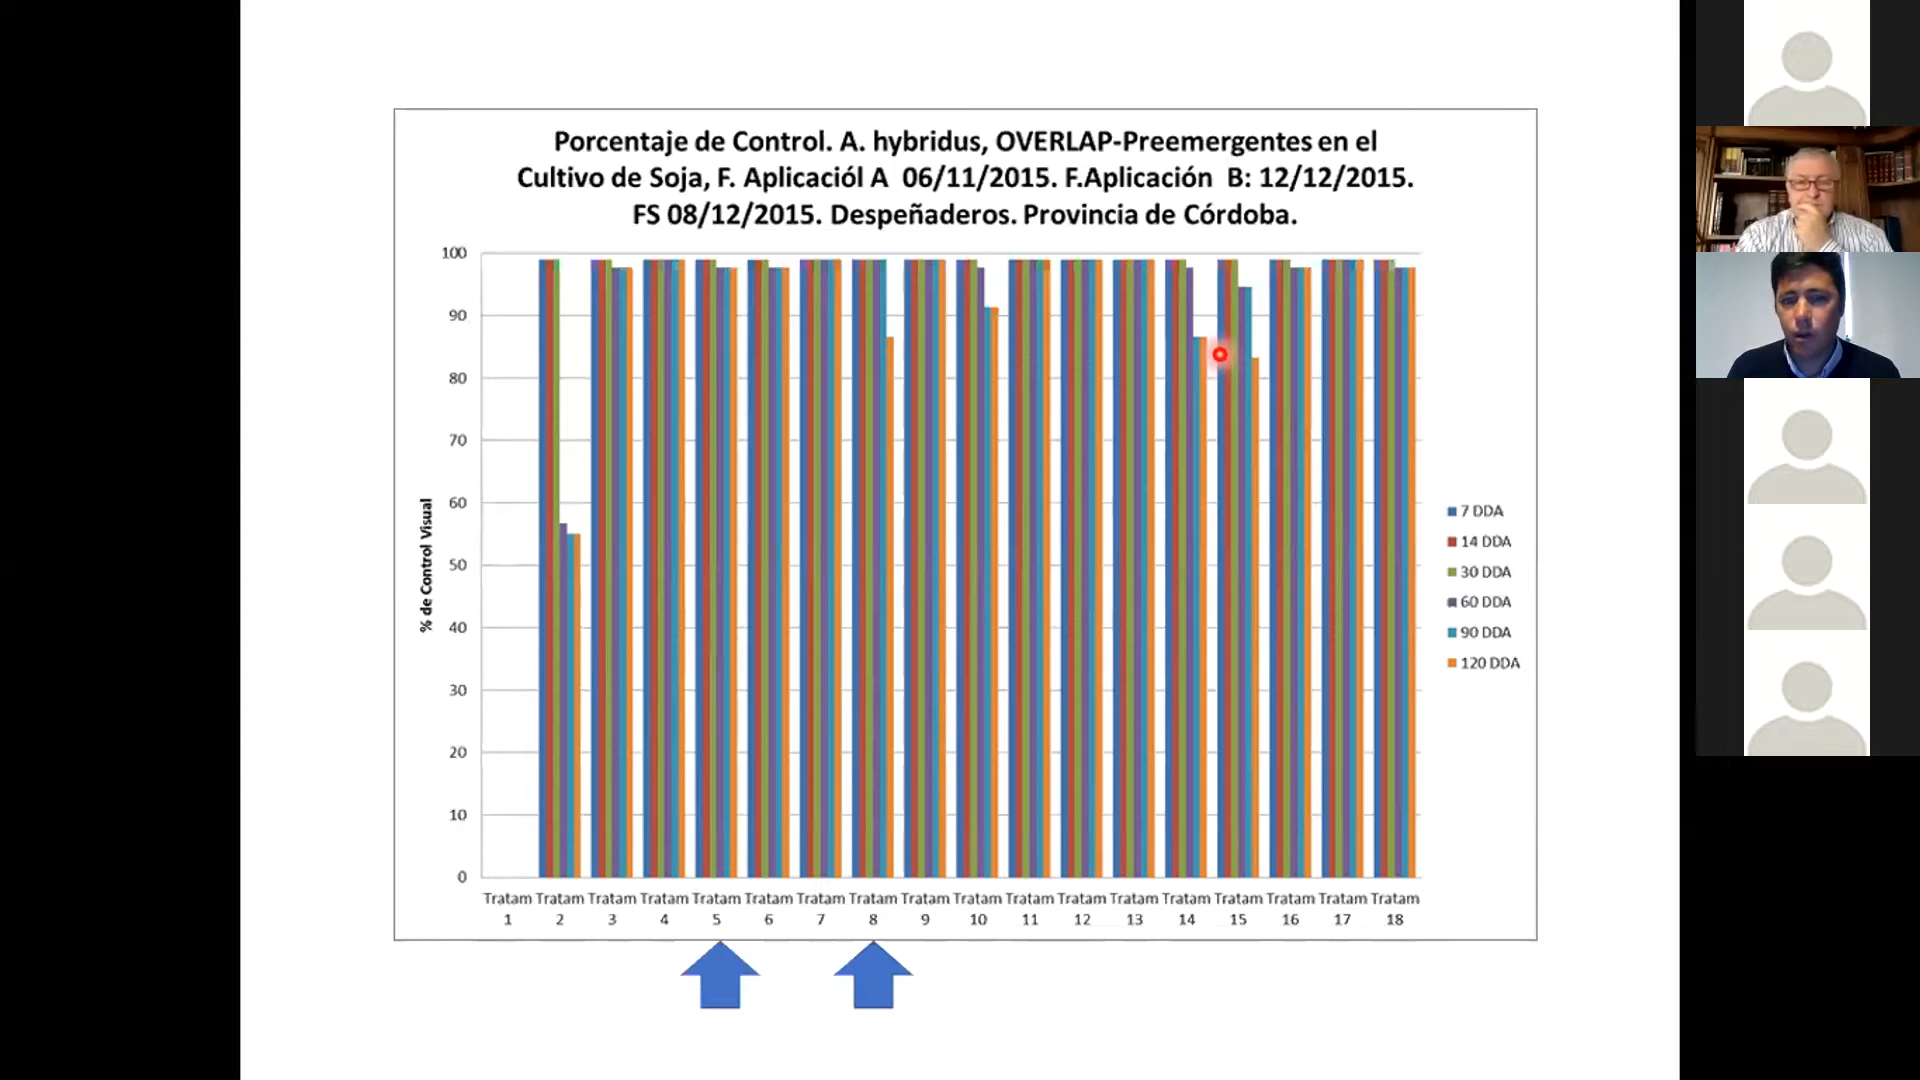 Porcentaje de Control. A. hybridus, OVERLAP-Preemergentes en el
Cultivo de Soja, F. Aplicaciól A 06/11/2015. F.Aplicación B: 12/12/2015.
FS 08/12/2015. Despeñaderos. Provincia de Córdoba.
100
90
80
70
60
50
40
30
20
10
0
% de Control Visual
Tratam 1
Tratam 2
Tratam 3
Tratam 4
Tratam 5
Tratam 6
Tratam 7
Tratam 8
Tratam 9
Tratam 10
Tratam 11
Tratam 12
Tratam 13
Tratam 14
Tratam 15
Tratam 16
Tratam 17
Tratam 18
7 DDA
14 DDA
30 DDA
60 DDA
90 DDA
120 DDA